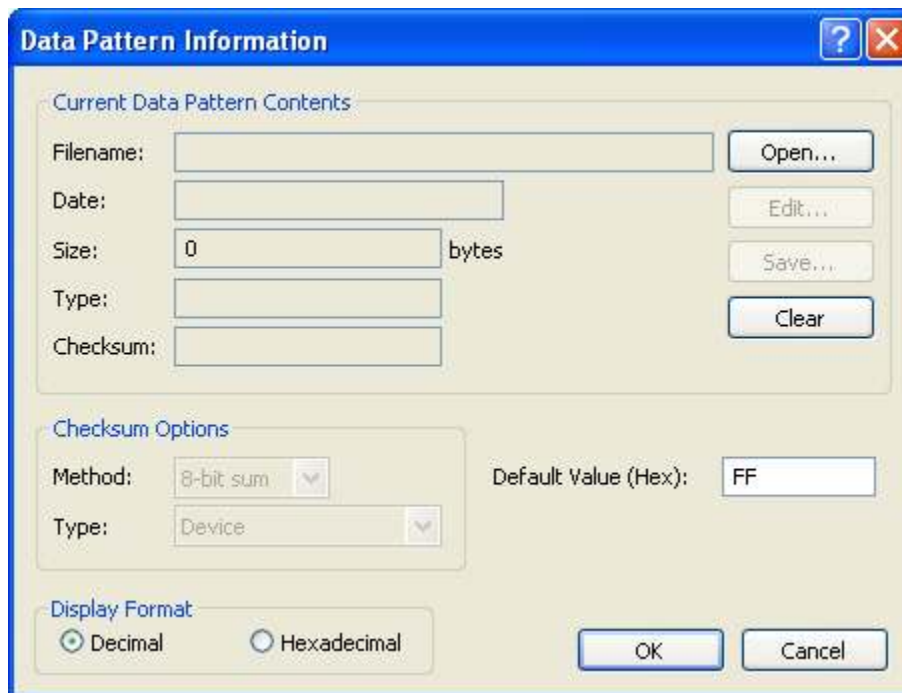 Data Pattern Information
Current Data Pattern Contents
Filename: Open...
Date: Edit...
Size: 0 bytes Save...
Type: Clear
Checksum:
Checksum Options
Method: 8-bit sum Default Value (Hex): FF
Type: Device
Display Format
Decimal Hexadecimal OK Cancel